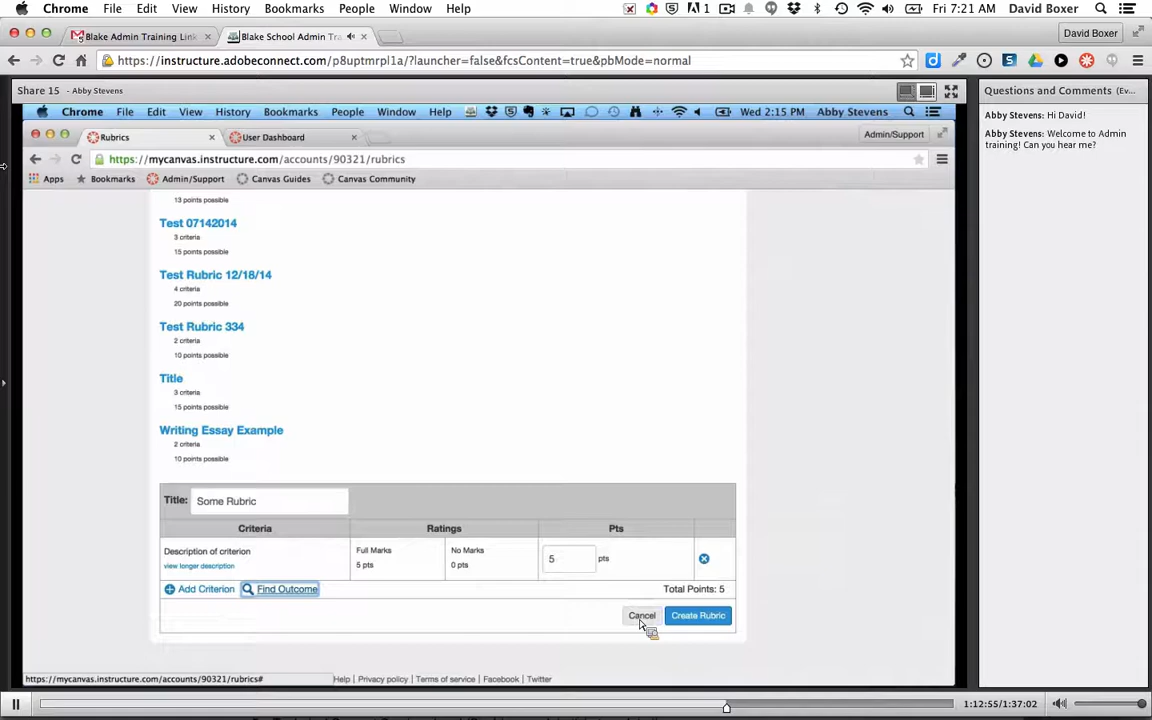 Chrome File Edit View History Bookmarks People Window Help 1 Fri 7:21 AM David Boxer
Blake Admin Training Link Blake School Admin Tra David Boxer
https://instructure.adobeconnect.com/p8uptmrpl1a/?launcher=false&fcsContent=true&pbMode=normal
Share 15 - Abby Stevens
Questions and Comments (Ev...
Chrome File Edit View History Bookmarks People Window Help Wed 2:15 PM Abby Stevens
Abby Stevens: Hi David!
Abby Stevens: Welcome to Admin
training! Can you hear me?
Rubrics User Dashboard Admin/Support
https://mycanvas.instructure.com/accounts/90321/rubrics
Apps Bookmarks Admin/Support Canvas Guides Canvas Community
13 points possible
Test 07142014
3 criteria
15 points possible
Test Rubric 12/18/14
4 criteria
20 points possible
Test Rubric 334
2 criteria
10 points possible
Title
3 criteria
15 points possible
Writing Essay Example
2 criteria
10 points possible
Title: Some Rubric
Criteria Ratings Pts
Description of criterion
view longer description
Full Marks
5 pts
No Marks
0 pts
5 pts
Add Criterion Find Outcome Total Points: 5
Cancel Create Rubric
https://mycanvas.instructure.com/accounts/90321/rubrics# Help Privacy policy Terms of service Facebook Twitter
1:12:55/1:37:02